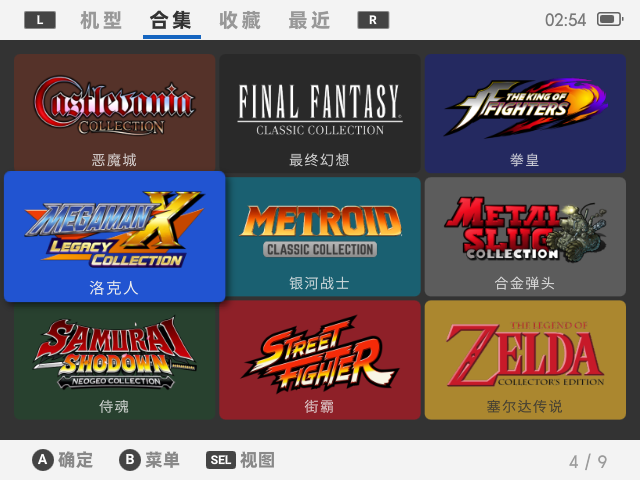 L 机型 合集 收藏 最近 R 02:54
Castlevania
COLLECTION
恶魔城
FINAL FANTASY
CLASSIC COLLECTION
最终幻想
THE KING OF
FIGHTERS
拳皇
MEGAMAN X
LEGACY
COLLECTION
洛克人
METROID
CLASSIC COLLECTION
银河战士
METAL
SLUG
COLLECTION
合金弹头
SAMURAI
SHODOWN
NEOGEO COLLECTION
侍魂
STREET
FIGHTER
街霸
THE LEGEND OF
ZELDA
COLLECTOR'S EDITION
塞尔达传说
A 确定 B 菜单 SEL 视图 4 / 9